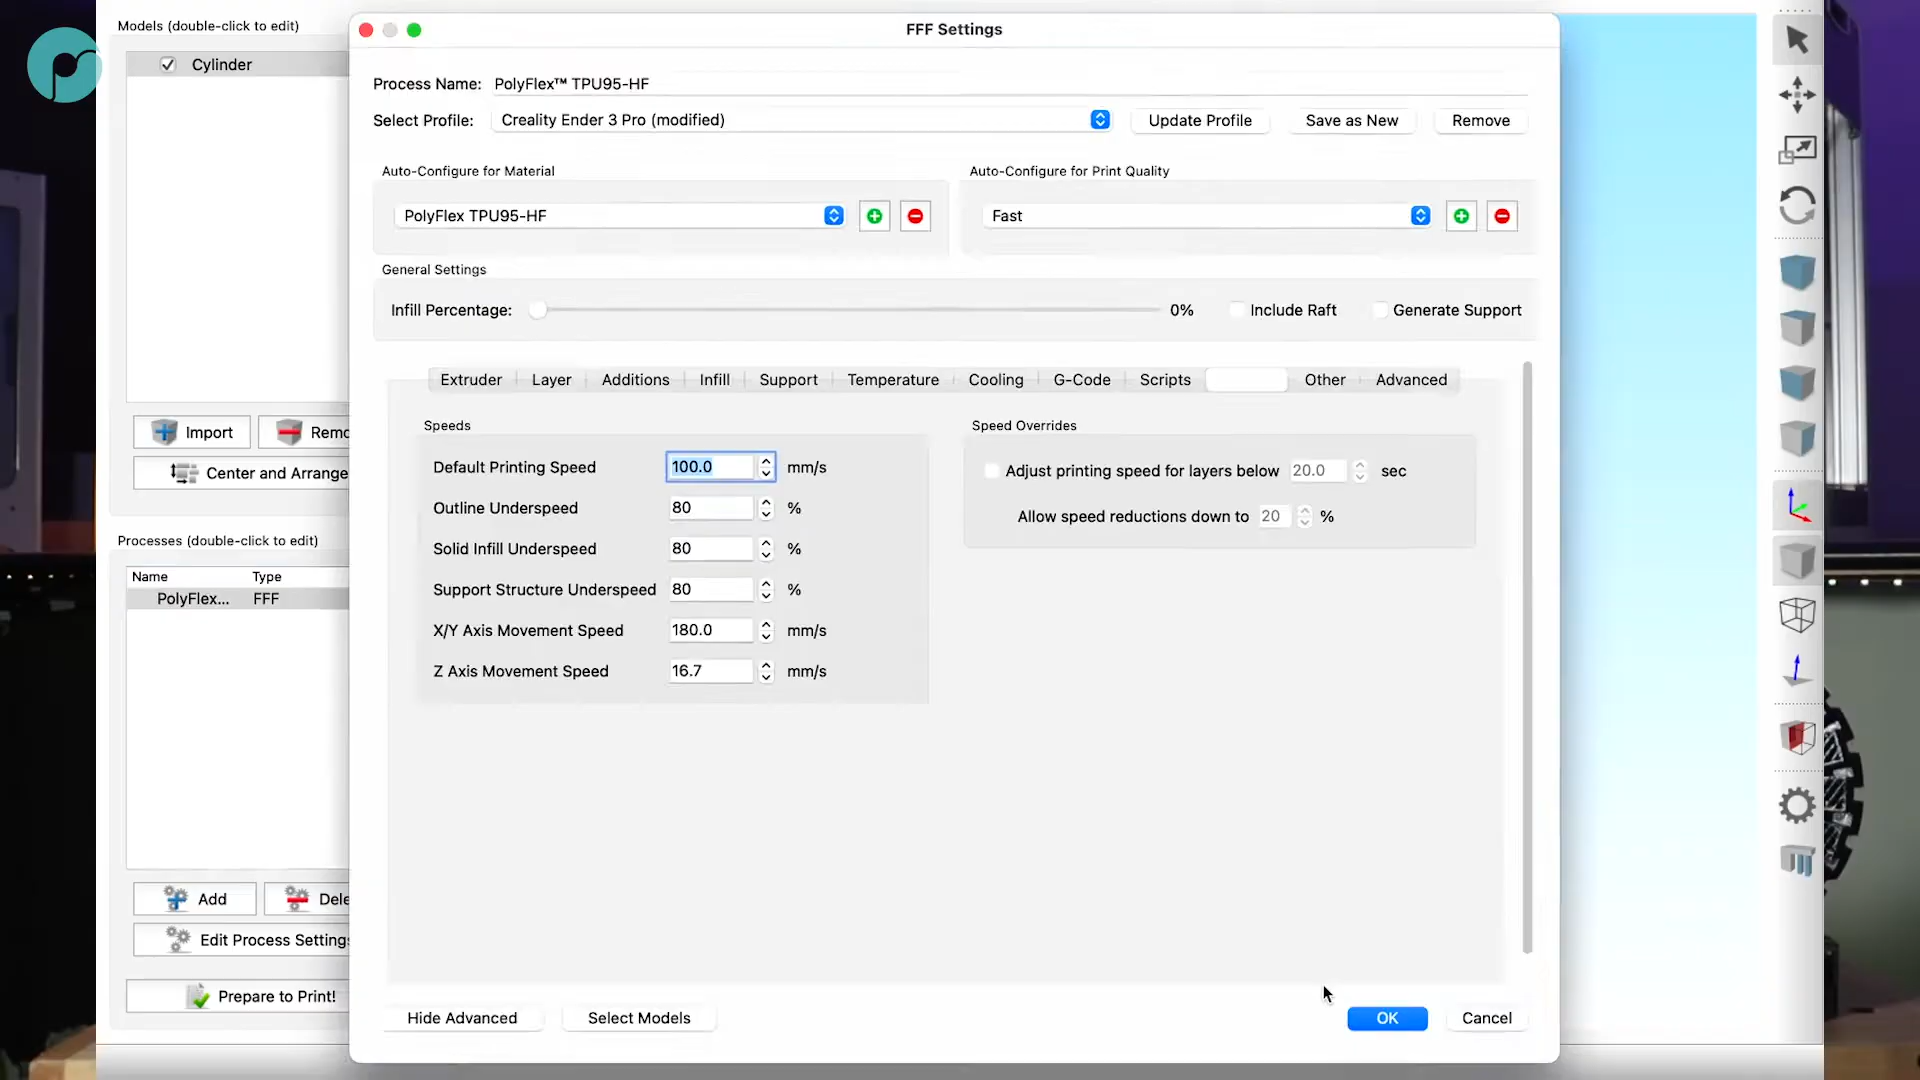 FFF Settings
Models (double-click to edit)
Cylinder
Import
Remo
Center and Arrange
Processes (double-click to edit)
Name Type
PolyFlex... FFF
Add
Dele
Edit Process Settings
Prepare to Print!
Process Name: PolyFlex™ TPU95-HF
Select Profile: Creality Ender 3 Pro (modified) Update Profile Save as New Remove
Auto-Configure for Material
PolyFlex TPU95-HF
Auto-Configure for Print Quality
Fast
General Settings
Infill Percentage: 0% Include Raft Generate Support
Extruder Layer Additions Infill Support Temperature Cooling G-Code Scripts Other Advanced
Speeds
Default Printing Speed 100.0 mm/s
Outline Underspeed 80 %
Solid Infill Underspeed 80 %
Support Structure Underspeed 80 %
X/Y Axis Movement Speed 180.0 mm/s
Z Axis Movement Speed 16.7 mm/s
Speed Overrides
Adjust printing speed for layers below 20.0 sec
Allow speed reductions down to 20 %
Hide Advanced Select Models OK Cancel